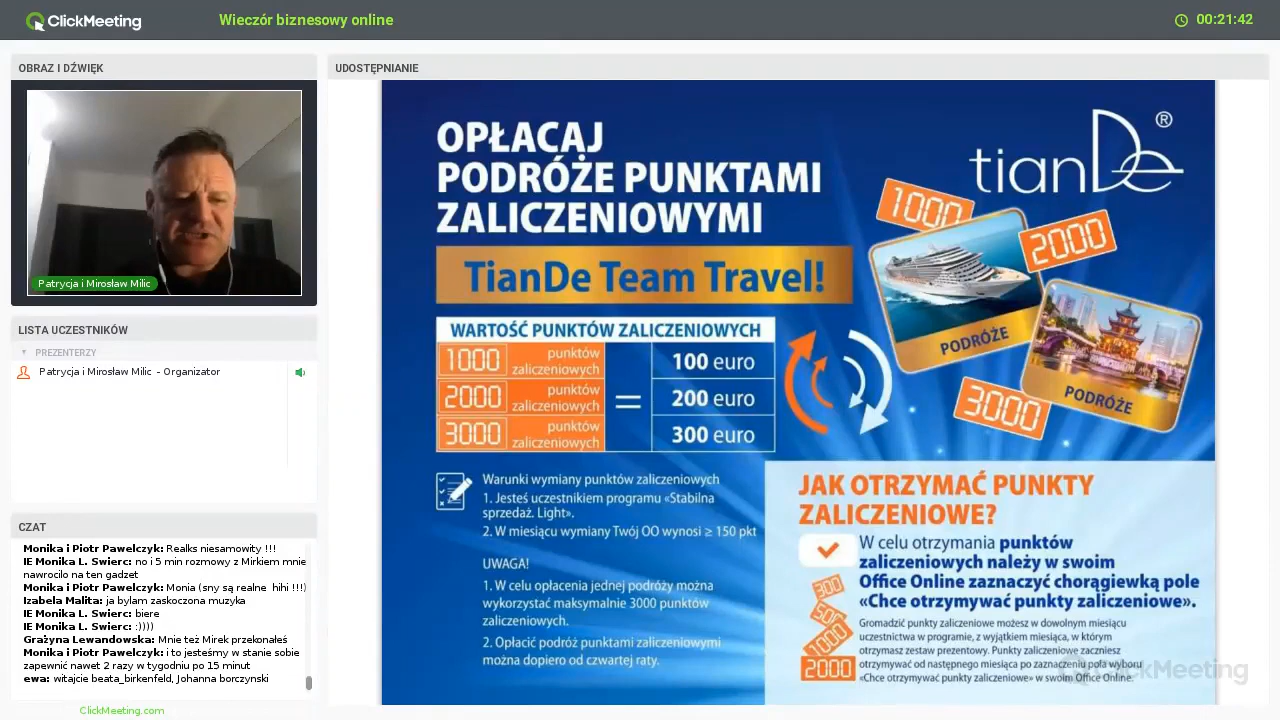 ClickMeeting
Wieczór biznesowy online
00:21:42
OBRAZ I DŹWIĘK
Patrycja i Mirosław Milic
LISTA UCZESTNIKÓW
PREZENTERZY
Patrycja i Mirosław Milic - Organizator
CZAT
Monika i Piotr Pawelczyk: Realks niesamowity !!!
IE Monika L. Swierc: no i 5 min rozmowy z Mirkiem mnie
nawrocilo na ten gadzet
Monika i Piotr Pawelczyk: Monia (sny są realne hihi !!!)
Izabela Malita: ja bylam zaskoczona muzyka
IE Monika L. Swierc: biere
IE Monika L. Swierc: :))))
Grażyna Lewandowska: Mnie też Mirek przekonałeś
Monika i Piotr Pawelczyk: i to jesteśmy w stanie sobie
zapewnić nawet 2 razy w tygodniu po 15 minut
ewa: witajcie beata_birkenfeld, Johanna borczynski
ClickMeeting.com
UDOSTĘPNIANIE
OPŁACAJ
PODRÓŻE PUNKTAMI
ZALICZENIOWYMI
TianDe Team Travel!
tianDe ®
1000
2000
PODRÓŻE
PODRÓŻE
3000
WARTOŚĆ PUNKTÓW ZALICZENIOWYCH
1000 punktów zaliczeniowych
2000 punktów zaliczeniowych
3000 punktów zaliczeniowych
=
100 euro
200 euro
300 euro
Warunki wymiany punktów zaliczeniowych
1. Jesteś uczestnikiem programu «Stabilna
sprzedaż. Light».
2. W miesiącu wymiany Twój OO wynosi ≥ 150 pkt
UWAGA!
1. W celu opłacenia jednej podróży można
wykorzystać maksymalnie 3000 punktów
zaliczeniowych.
2. Opłacić podróż punktami zaliczeniowymi
można dopiero od czwartej raty.
JAK OTRZYMAĆ PUNKTY
ZALICZENIOWE?
W celu otrzymania punktów
zaliczeniowych należy w swoim
Office Online zaznaczyć chorągiewką pole
«Chce otrzymywać punkty zaliczeniowe».
300
500
1000
2000
Gromadzić punkty zaliczeniowe możesz w dowolnym miesiącu
uczestnictwa w programie, z wyjątkiem miesiąca, w którym
otrzymasz zestaw prezentowy. Punkty zaliczeniowe zaczniesz
otrzymywać od następnego miesiąca po zaznaczeniu pola wyboru
«Chce otrzymywać punkty zaliczeniowe» w swoim Office Online.
ClickMeeting